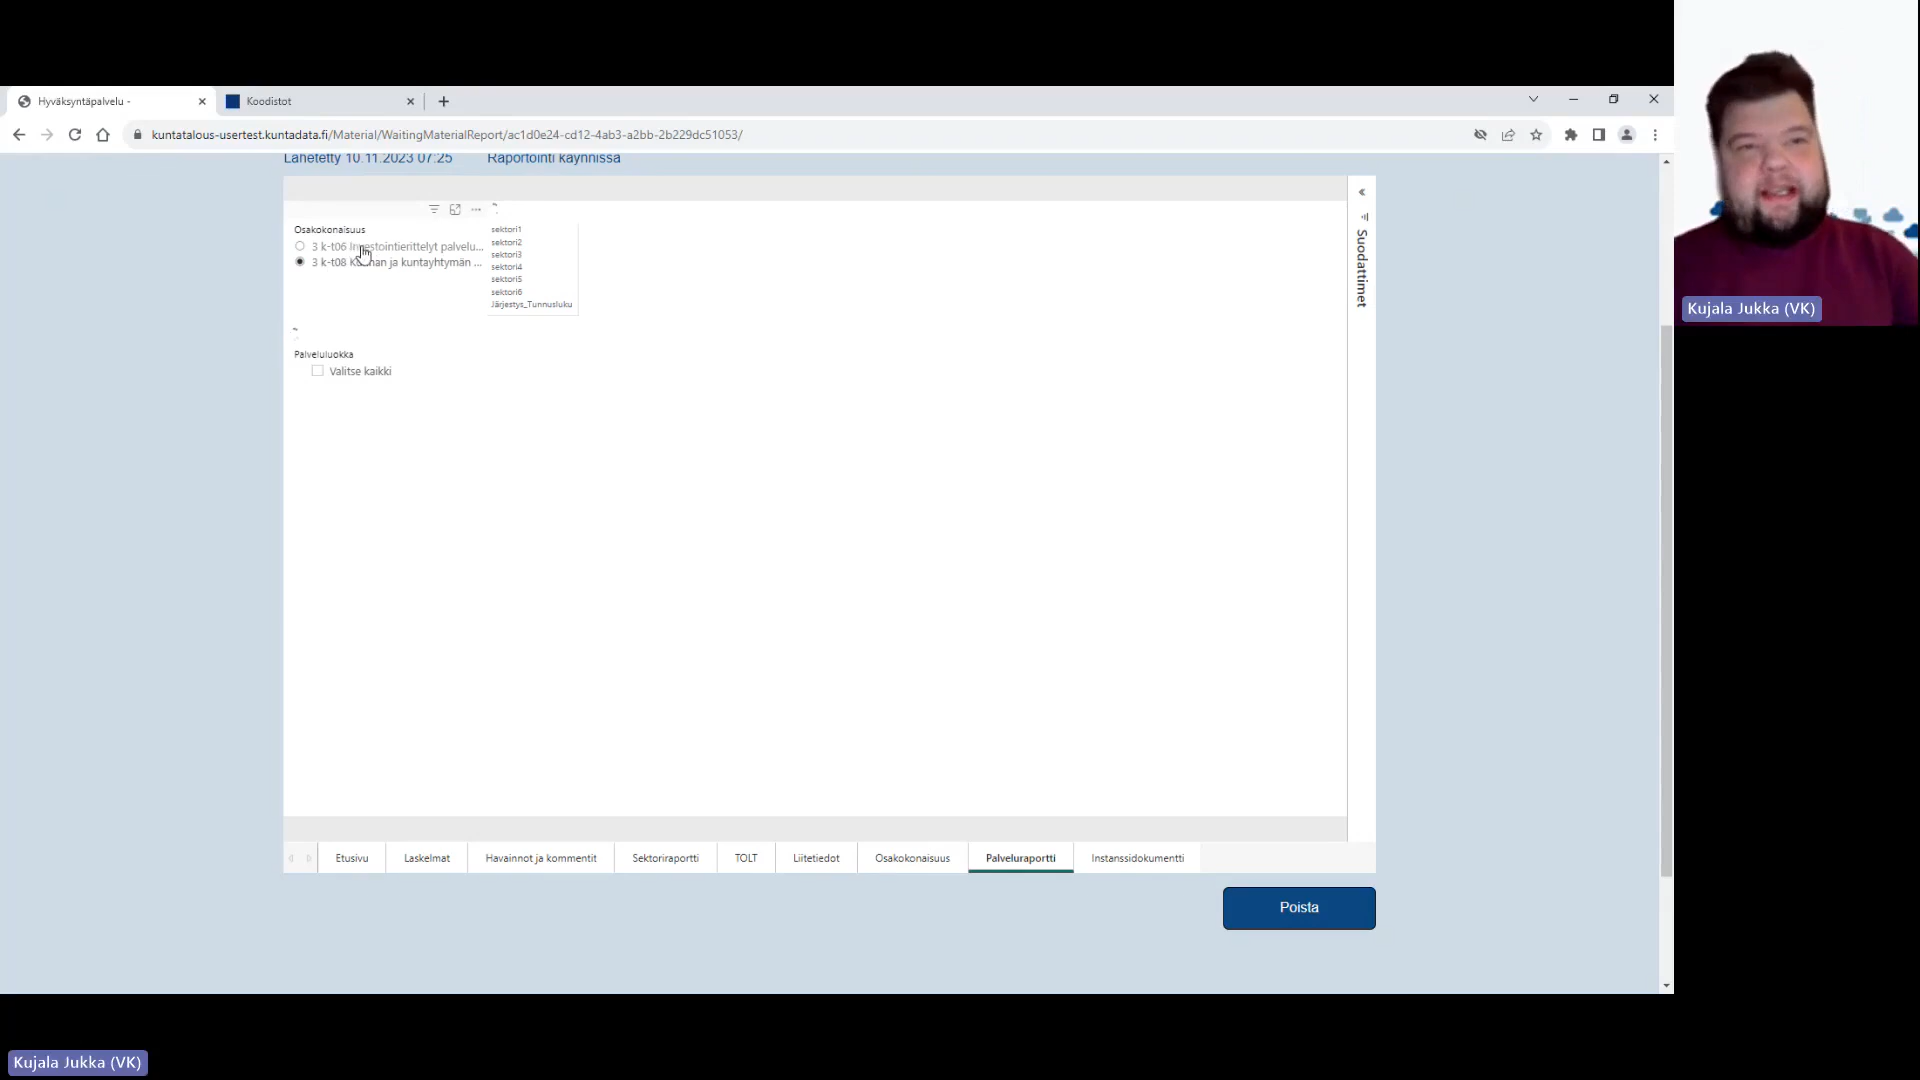 Hyväksyntäpalvelu -
Koodistot
kuntatalous-usertest.kuntadata.fi/Material/WaitingMaterialReport/ac1d0e24-cd12-4ab3-a2bb-2b229dc51053/
Lähetetty 10.11.2023 07:25 Raportointi käynnissä
Osakokonaisuus
3 k-t06 Investointierittelyt palvelu...
3 k-t08 Kunnan ja kuntayhtymän ...
sektori1
sektori2
sektori3
sektori4
sektori5
sektori6
Järjestys_Tunnusluku
Palveluluokka
Valitse kaikki
Suodattimet
Etusivu
Laskelmat
Havainnot ja kommentit
Sektoriraportti
TOLT
Liitetiedot
Osakokonaisuus
Palveluraportti
Instanssidokumentti
Poista
Kujala Jukka (VK)
Kujala Jukka (VK)